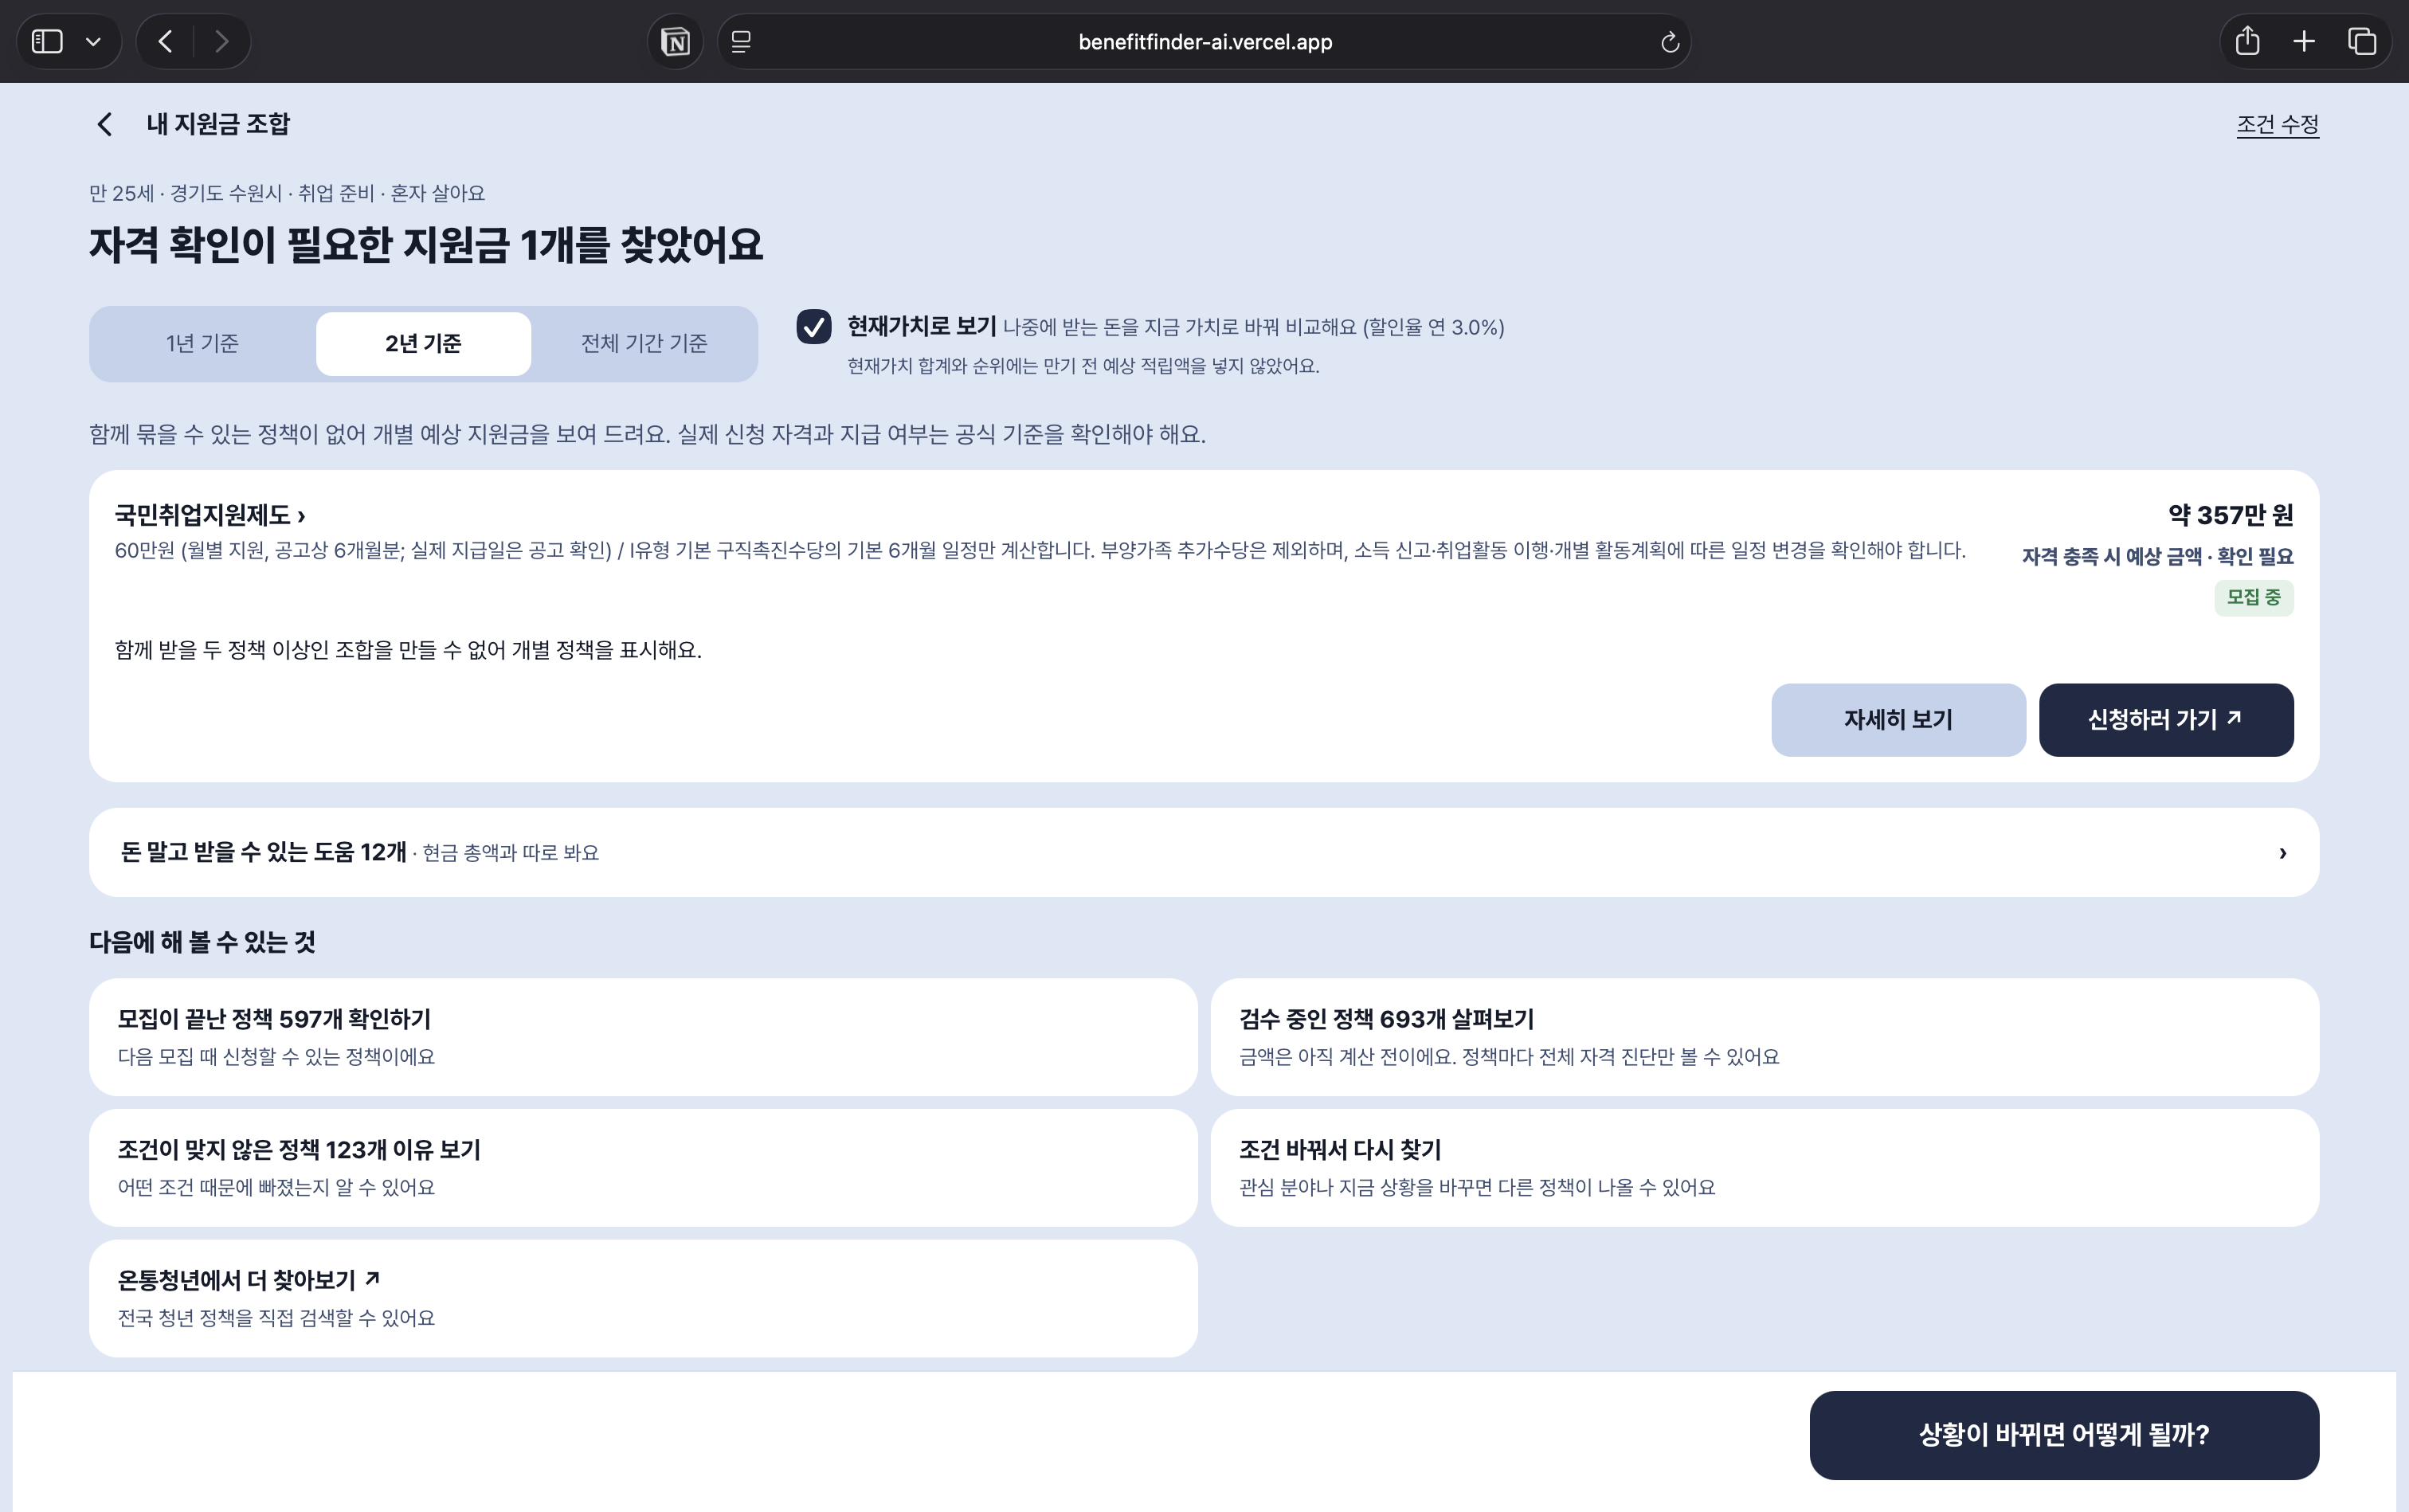 benefitfinder-ai.vercel.app
내 지원금 조합
조건 수정
만 25세 · 경기도 수원시 · 취업 준비 · 혼자 살아요
자격 확인이 필요한 지원금 1개를 찾았어요
1년 기준
2년 기준
전체 기간 기준
현재가치로 보기 나중에 받는 돈을 지금 가치로 바꿔 비교해요 (할인율 연 3.0%)
현재가치 합계와 순위에는 만기 전 예상 적립액을 넣지 않았어요.
함께 묶을 수 있는 정책이 없어 개별 예상 지원금을 보여 드려요. 실제 신청 자격과 지급 여부는 공식 기준을 확인해야 해요.
국민취업지원제도 ›
약 357만 원
60만원 (월별 지원, 공고상 6개월분; 실제 지급일은 공고 확인) / I유형 기본 구직촉진수당의 기본 6개월 일정만 계산합니다. 부양가족 추가수당은 제외하며, 소득 신고·취업활동 이행·개별 활동계획에 따른 일정 변경을 확인해야 합니다.
자격 충족 시 예상 금액 · 확인 필요
모집 중
함께 받을 두 정책 이상인 조합을 만들 수 없어 개별 정책을 표시해요.
자세히 보기
신청하러 가기 ↗
돈 말고 받을 수 있는 도움 12개 · 현금 총액과 따로 봐요 ›
다음에 해 볼 수 있는 것
모집이 끝난 정책 597개 확인하기
다음 모집 때 신청할 수 있는 정책이에요
검수 중인 정책 693개 살펴보기
금액은 아직 계산 전이에요. 정책마다 전체 자격 진단만 볼 수 있어요
조건이 맞지 않은 정책 123개 이유 보기
어떤 조건 때문에 빠졌는지 알 수 있어요
조건 바꿔서 다시 찾기
관심 분야나 지금 상황을 바꾸면 다른 정책이 나올 수 있어요
온통청년에서 더 찾아보기 ↗
전국 청년 정책을 직접 검색할 수 있어요
상황이 바뀌면 어떻게 될까?